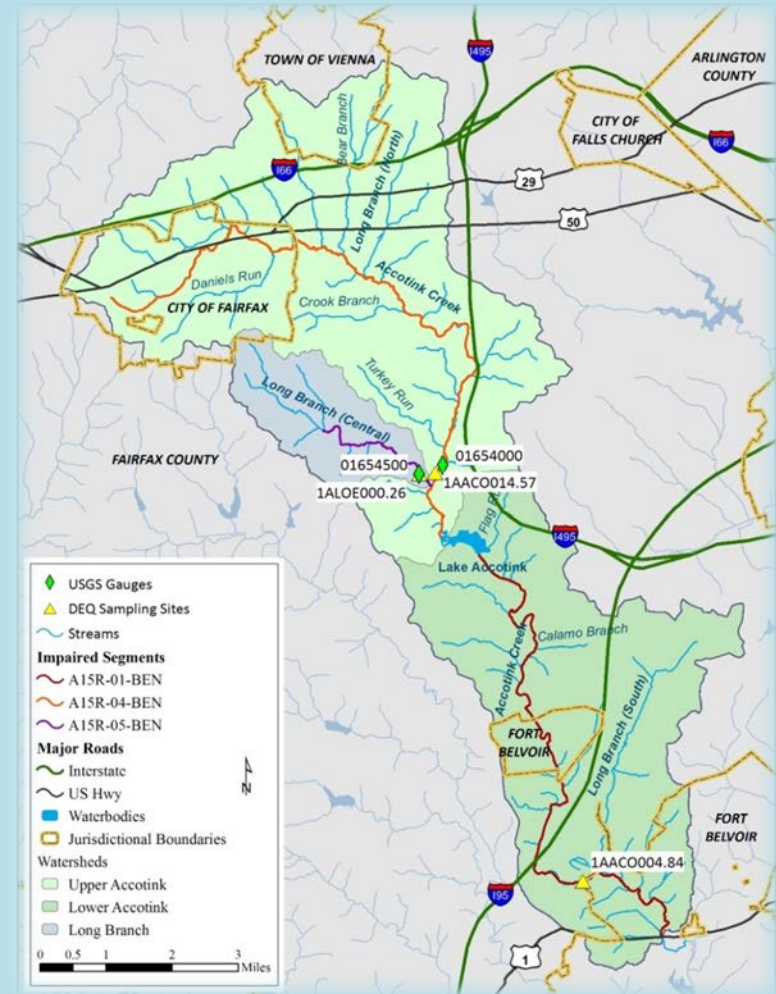 TOWN OF VIENNA
I495
ARLINGTON
COUNTY
CITY OF
FALLS CHURCH
I66
Bear Branch
Long Branch (North)
I66
29
50
Accotink Creek
Daniels Run
CITY OF FAIRFAX
Crook Branch
Turkey Run
Long Branch (Central)
FAIRFAX COUNTY
01654500
01654000
1ALOE000.26
1AACO014.57
Flag
I495
Lake Accotink
Calamo Branch
Accotink Creek
FORT
BELVOIR
Long Branch (South)
FORT
BELVOIR
1AACO004.84
I95
1
USGS Gauges
DEQ Sampling Sites
Streams
Impaired Segments
A15R-01-BEN
A15R-04-BEN
A15R-05-BEN
Major Roads
Interstate
US Hwy
Waterbodies
Jurisdictional Boundaries
Watersheds
Upper Accotink
Lower Accotink
Long Branch
N
0 0.5 1 2 3
Miles